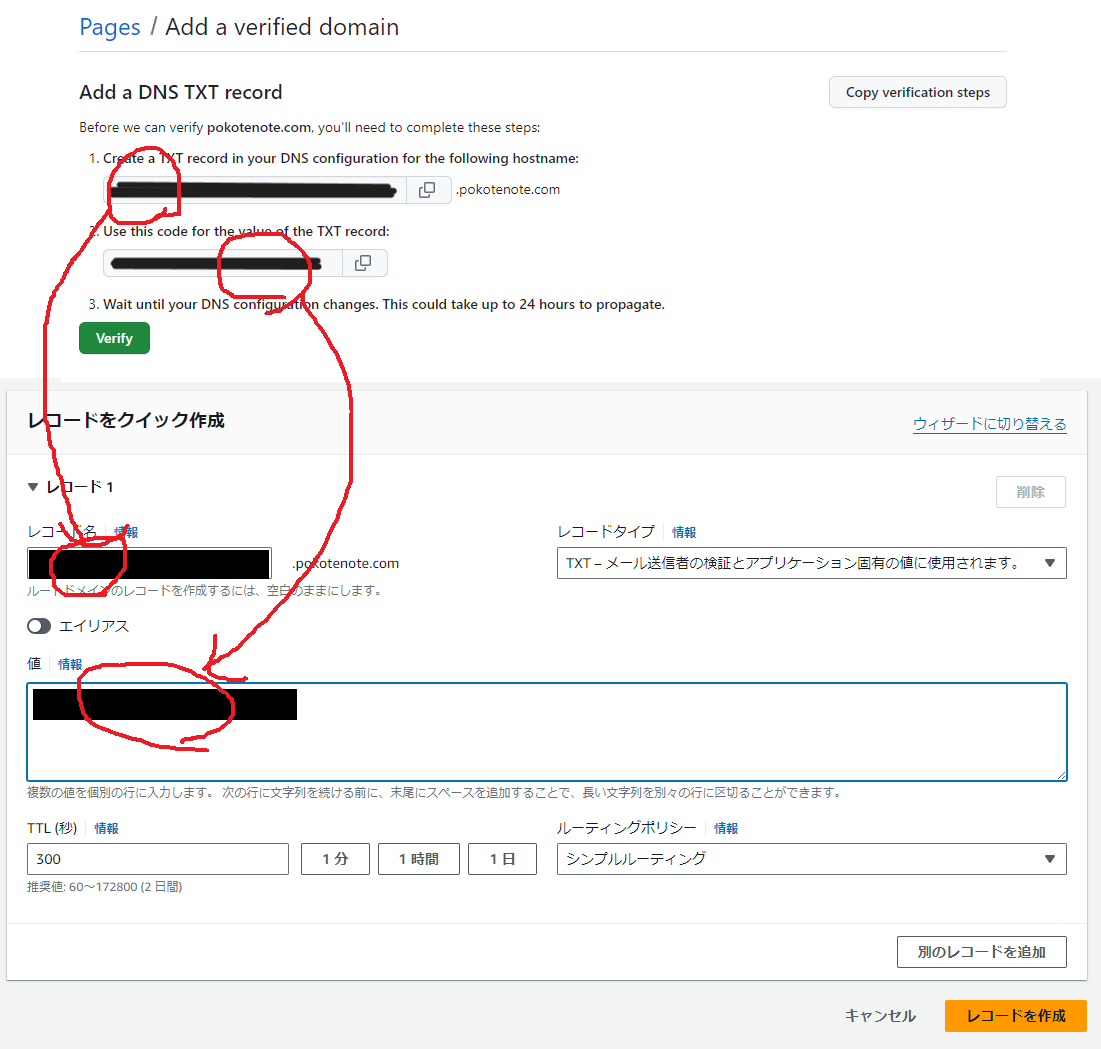 Pages / Add a verified domain
Add a DNS TXT record
Copy verification steps
Before we can verify pokotenote.com, you'll need to complete these steps:
1. Create a TXT record in your DNS configuration for the following hostname:
.pokotenote.com
2. Use this code for the value of the TXT record:
3. Wait until your DNS configuration changes. This could take up to 24 hours to propagate.
Verify
レコードをクイック作成
ウィザードに切り替える
▼ レコード 1
削除
レコード名 情報
レコードタイプ 情報
.pokotenote.com
TXT – メール送信者の検証とアプリケーション固有の値に使用されます。
ルートドメインのレコードを作成するには、空白のままにします。
エイリアス
値 情報
複数の値を個別の行に入力します。 次の行に文字列を続ける前に、末尾にスペースを追加することで、長い文字列を別々の行に区切ることができます。
TTL (秒) 情報
ルーティングポリシー 情報
300
1 分
1 時間
1 日
シンプルルーティング
推奨値: 60～172800 (2 日間)
別のレコードを追加
キャンセル
レコードを作成